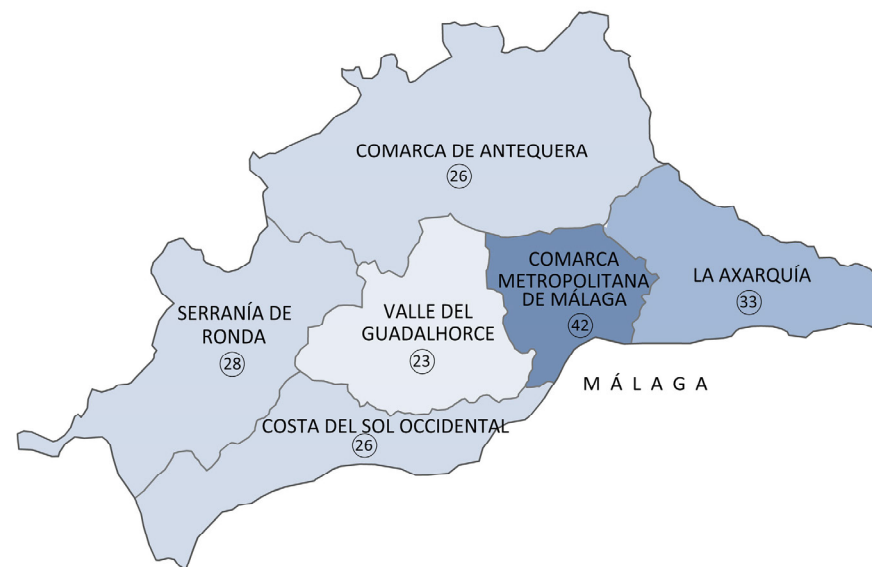 COMARCA DE ANTEQUERA
26
COMARCA
METROPOLITANA
DE MÁLAGA
42
LA AXARQUÍA
33
SERRANÍA DE
RONDA
28
VALLE DEL
GUADALHORCE
23
MÁLAGA
COSTA DEL SOL OCCIDENTAL
26